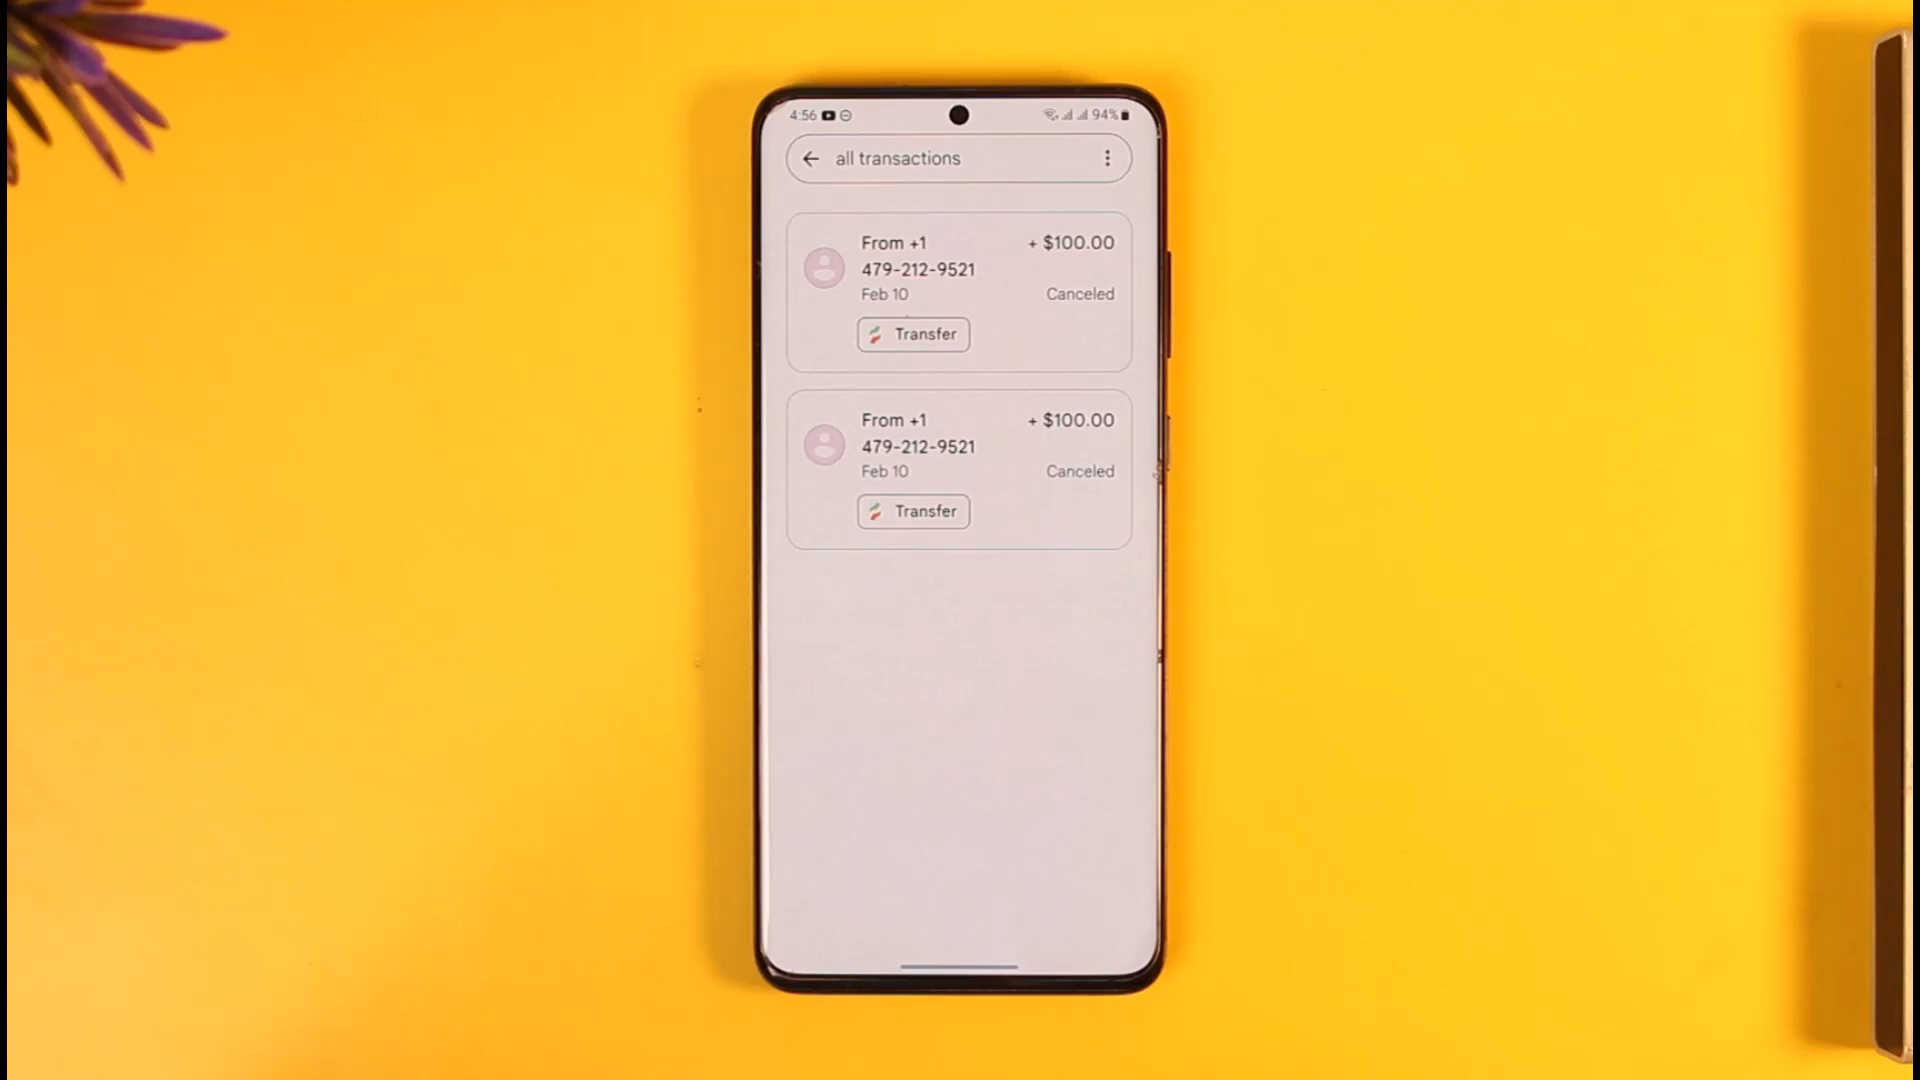 4:56 94%
all transactions
From +1 + $100.00
479-212-9521
Feb 10 Canceled
Transfer
From +1 + $100.00
479-212-9521
Feb 10 Canceled
Transfer